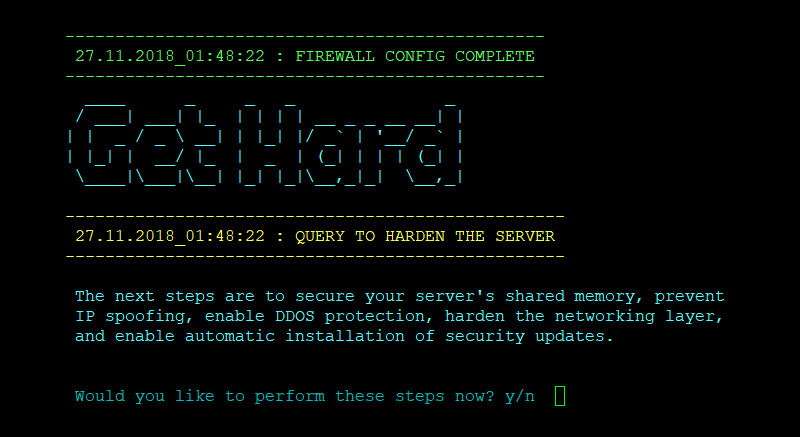 27.11.2018_01:48:22 : FIREWALL CONFIG COMPLETE
Get Hard
27.11.2018_01:48:22 : QUERY TO HARDEN THE SERVER
The next steps are to secure your server's shared memory, prevent
IP spoofing, enable DDOS protection, harden the networking layer,
and enable automatic installation of security updates.
Would you like to perform these steps now? y/n